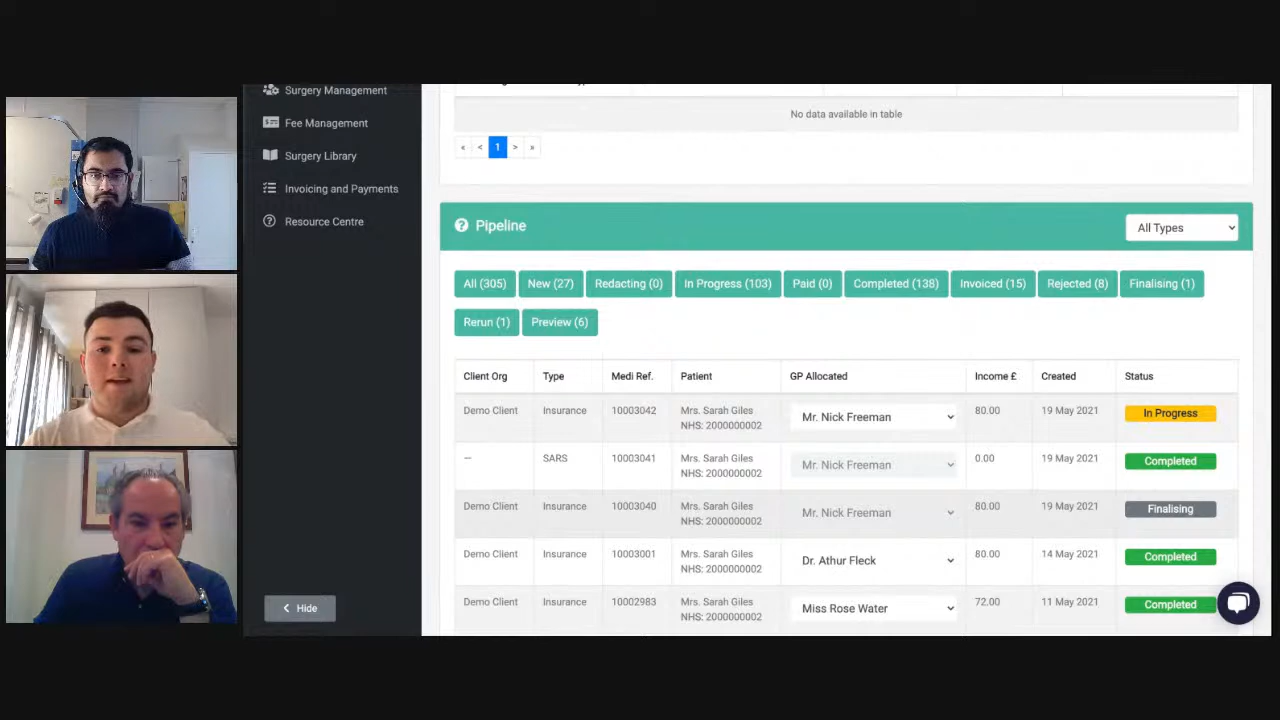 Surgery Management
Fee Management
Surgery Library
Invoicing and Payments
Resource Centre
Hide
No data available in table
« < 1 > »
Pipeline
All Types
All (305) New (27) Redacting (0) In Progress (103) Paid (0) Completed (138) Invoiced (15) Rejected (8) Finalising (1)
Rerun (1) Preview (6)
Client Org Type Medi Ref. Patient GP Allocated Income £ Created Status
Demo Client Insurance 10003042 Mrs. Sarah Giles Mr. Nick Freeman 80.00 19 May 2021 In Progress
NHS: 2000000002
-- SARS 10003041 Mrs. Sarah Giles Mr. Nick Freeman 0.00 19 May 2021 Completed
NHS: 2000000002
Demo Client Insurance 10003040 Mrs. Sarah Giles Mr. Nick Freeman 80.00 19 May 2021 Finalising
NHS: 2000000002
Demo Client Insurance 10003001 Mrs. Sarah Giles Dr. Athur Fleck 80.00 14 May 2021 Completed
NHS: 2000000002
Demo Client Insurance 10002983 Mrs. Sarah Giles Miss Rose Water 72.00 11 May 2021 Completed
NHS: 2000000002